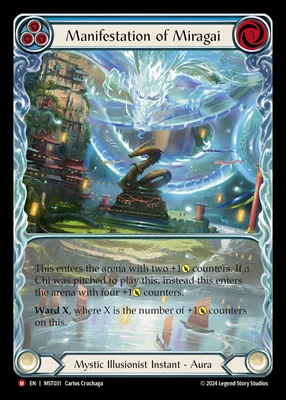 Manifestation of Miragai
This enters the arena with two +1 counters. If a
Chi was pitched to play this, instead this enters
the arena with four +1 counters.
Ward X, where X is the number of +1 counters
on this.
Mystic Illusionist Instant - Aura
M EN | MST031 Carlos Cruchaga
©2024 Legend Story Studios